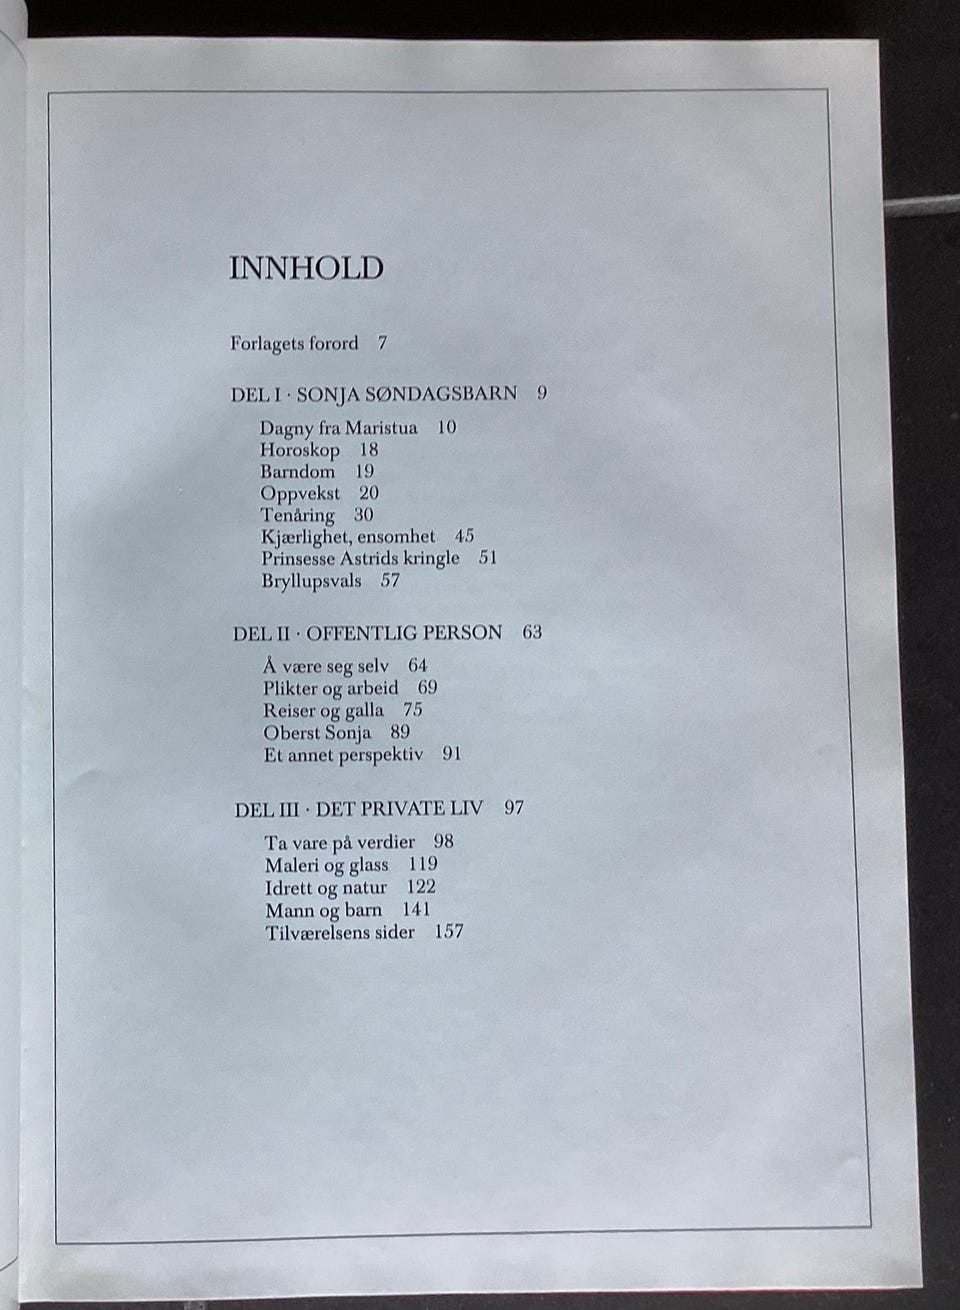 INNHOLD
Forlagets forord 7
DEL I · SONJA SØNDAGSBARN 9
Dagny fra Maristua 10
Horoskop 18
Barndom 19
Oppvekst 20
Tenåring 30
Kjærlighet, ensomhet 45
Prinsesse Astrids kringle 51
Bryllupsvals 57
DEL II · OFFENTLIG PERSON 63
Å være seg selv 64
Plikter og arbeid 69
Reiser og galla 75
Oberst Sonja 89
Et annet perspektiv 91
DEL III · DET PRIVATE LIV 97
Ta vare på verdier 98
Maleri og glass 119
Idrett og natur 122
Mann og barn 141
Tilværelsens sider 157